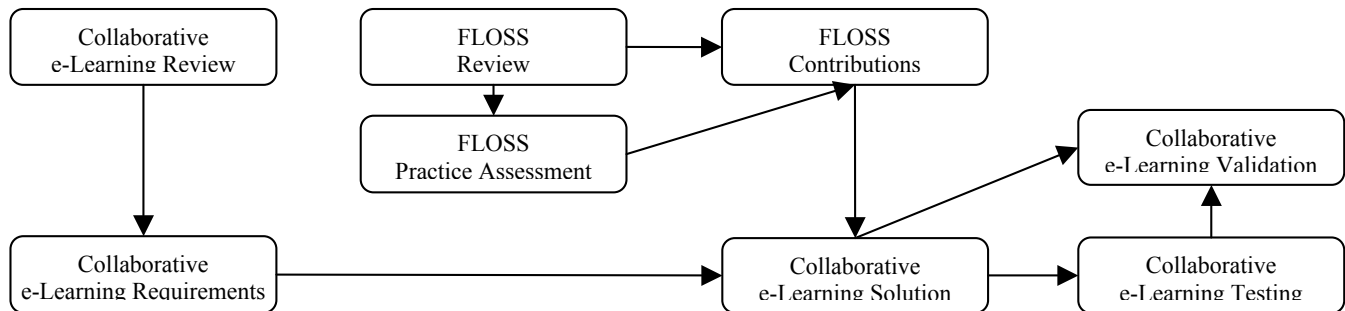 Collaborative
e-Learning Review
FLOSS
Review
FLOSS
Contributions
FLOSS
Practice Assessment
Collaborative
e-Learning Validation
Collaborative
e-Learning Requirements
Collaborative
e-Learning Solution
Collaborative
e-Learning Testing